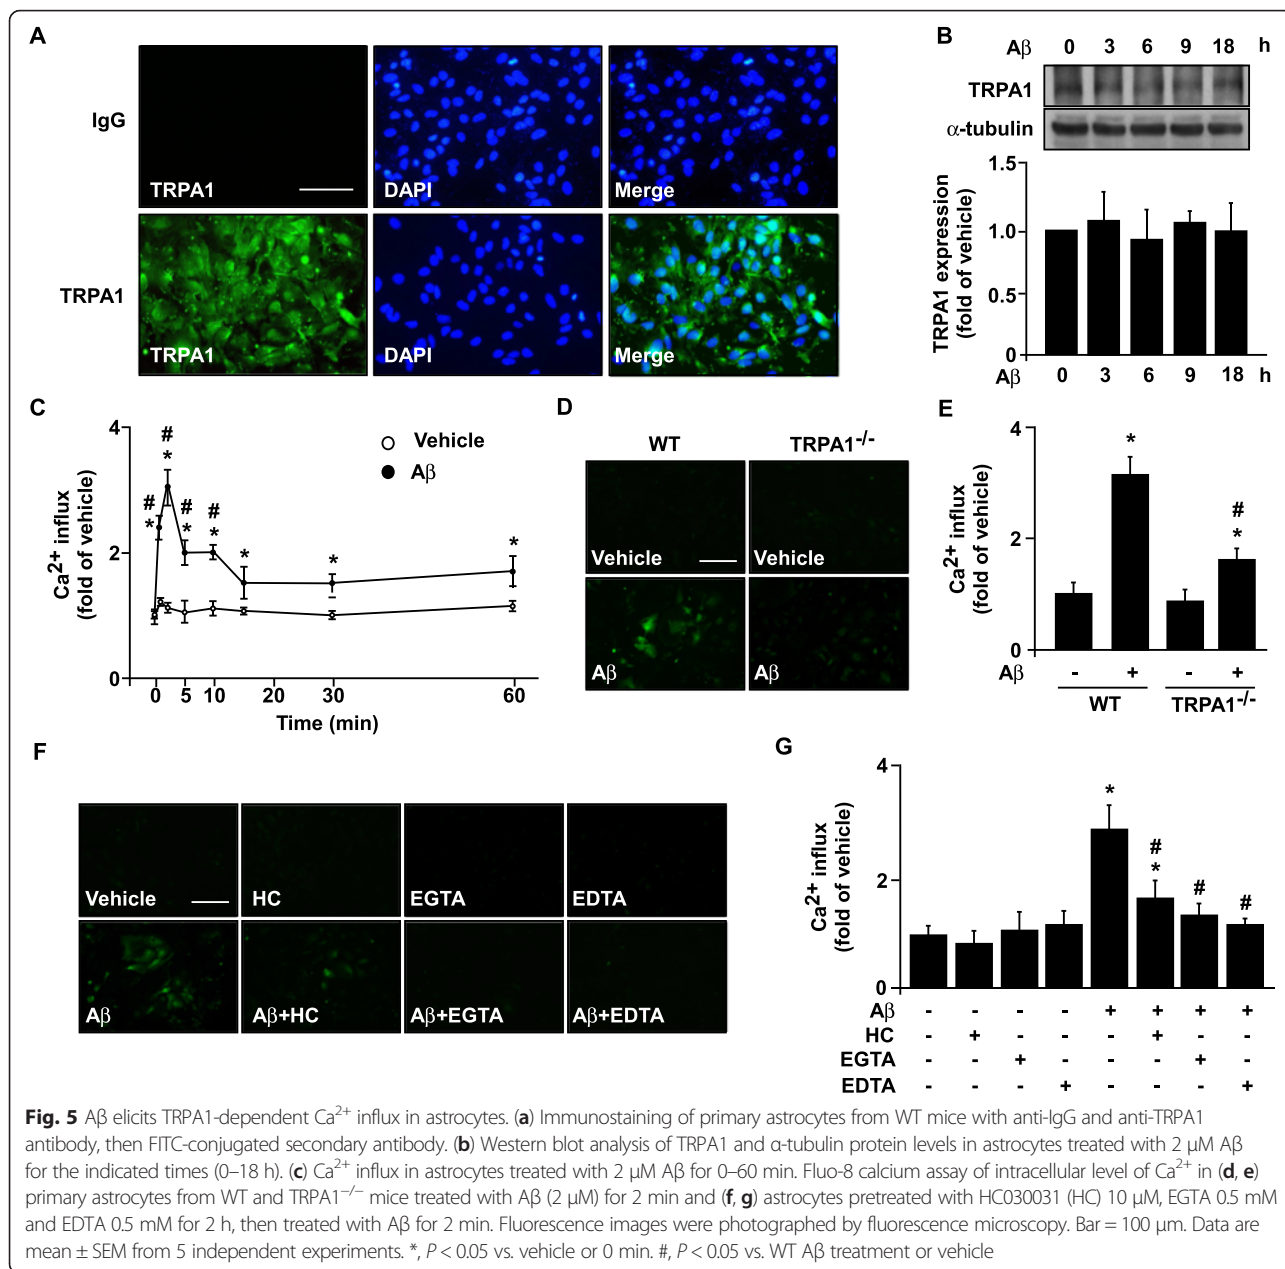 A
IgG
TRPA1
DAPI
Merge
TRPA1
TRPA1
DAPI
Merge
B
Aβ 0 3 6 9 18 h
TRPA1
α-tubulin
TRPA1 expression
(fold of vehicle)
1.5
1.0
0.5
0
Aβ 0 3 6 9 18 h
C
Ca2+ influx
(fold of vehicle)
4
2
0
# * # * # * # * * * *
Vehicle
Aβ
0 5 10 20 30 60
Time (min)
D
WT TRPA1-/-
Vehicle Vehicle
Aβ Aβ
E
Ca2+ influx
(fold of vehicle)
4
2
0
* # *
Aβ - + - +
WT TRPA1-/-
F
Vehicle HC EGTA EDTA
Aβ Aβ+HC Aβ+EGTA Aβ+EDTA
G
Ca2+ influx
(fold of vehicle)
4
2
0
* # * # #
Aβ - - - - + + + +
HC - + - - - + - -
EGTA - - + - - - + -
EDTA - - - + - - - +
Fig. 5 Aβ elicits TRPA1-dependent Ca2+ influx in astrocytes. (a) Immunostaining of primary astrocytes from WT mice with anti-IgG and anti-TRPA1
antibody, then FITC-conjugated secondary antibody. (b) Western blot analysis of TRPA1 and α-tubulin protein levels in astrocytes treated with 2 μM Aβ
for the indicated times (0–18 h). (c) Ca2+ influx in astrocytes treated with 2 μM Aβ for 0–60 min. Fluo-8 calcium assay of intracellular level of Ca2+ in (d, e)
primary astrocytes from WT and TRPA1−/− mice treated with Aβ (2 μM) for 2 min and (f, g) astrocytes pretreated with HC030031 (HC) 10 μM, EGTA 0.5 mM
and EDTA 0.5 mM for 2 h, then treated with Aβ for 2 min. Fluorescence images were photographed by fluorescence microscopy. Bar = 100 μm. Data are
mean ± SEM from 5 independent experiments. *, P < 0.05 vs. vehicle or 0 min. #, P < 0.05 vs. WT Aβ treatment or vehicle